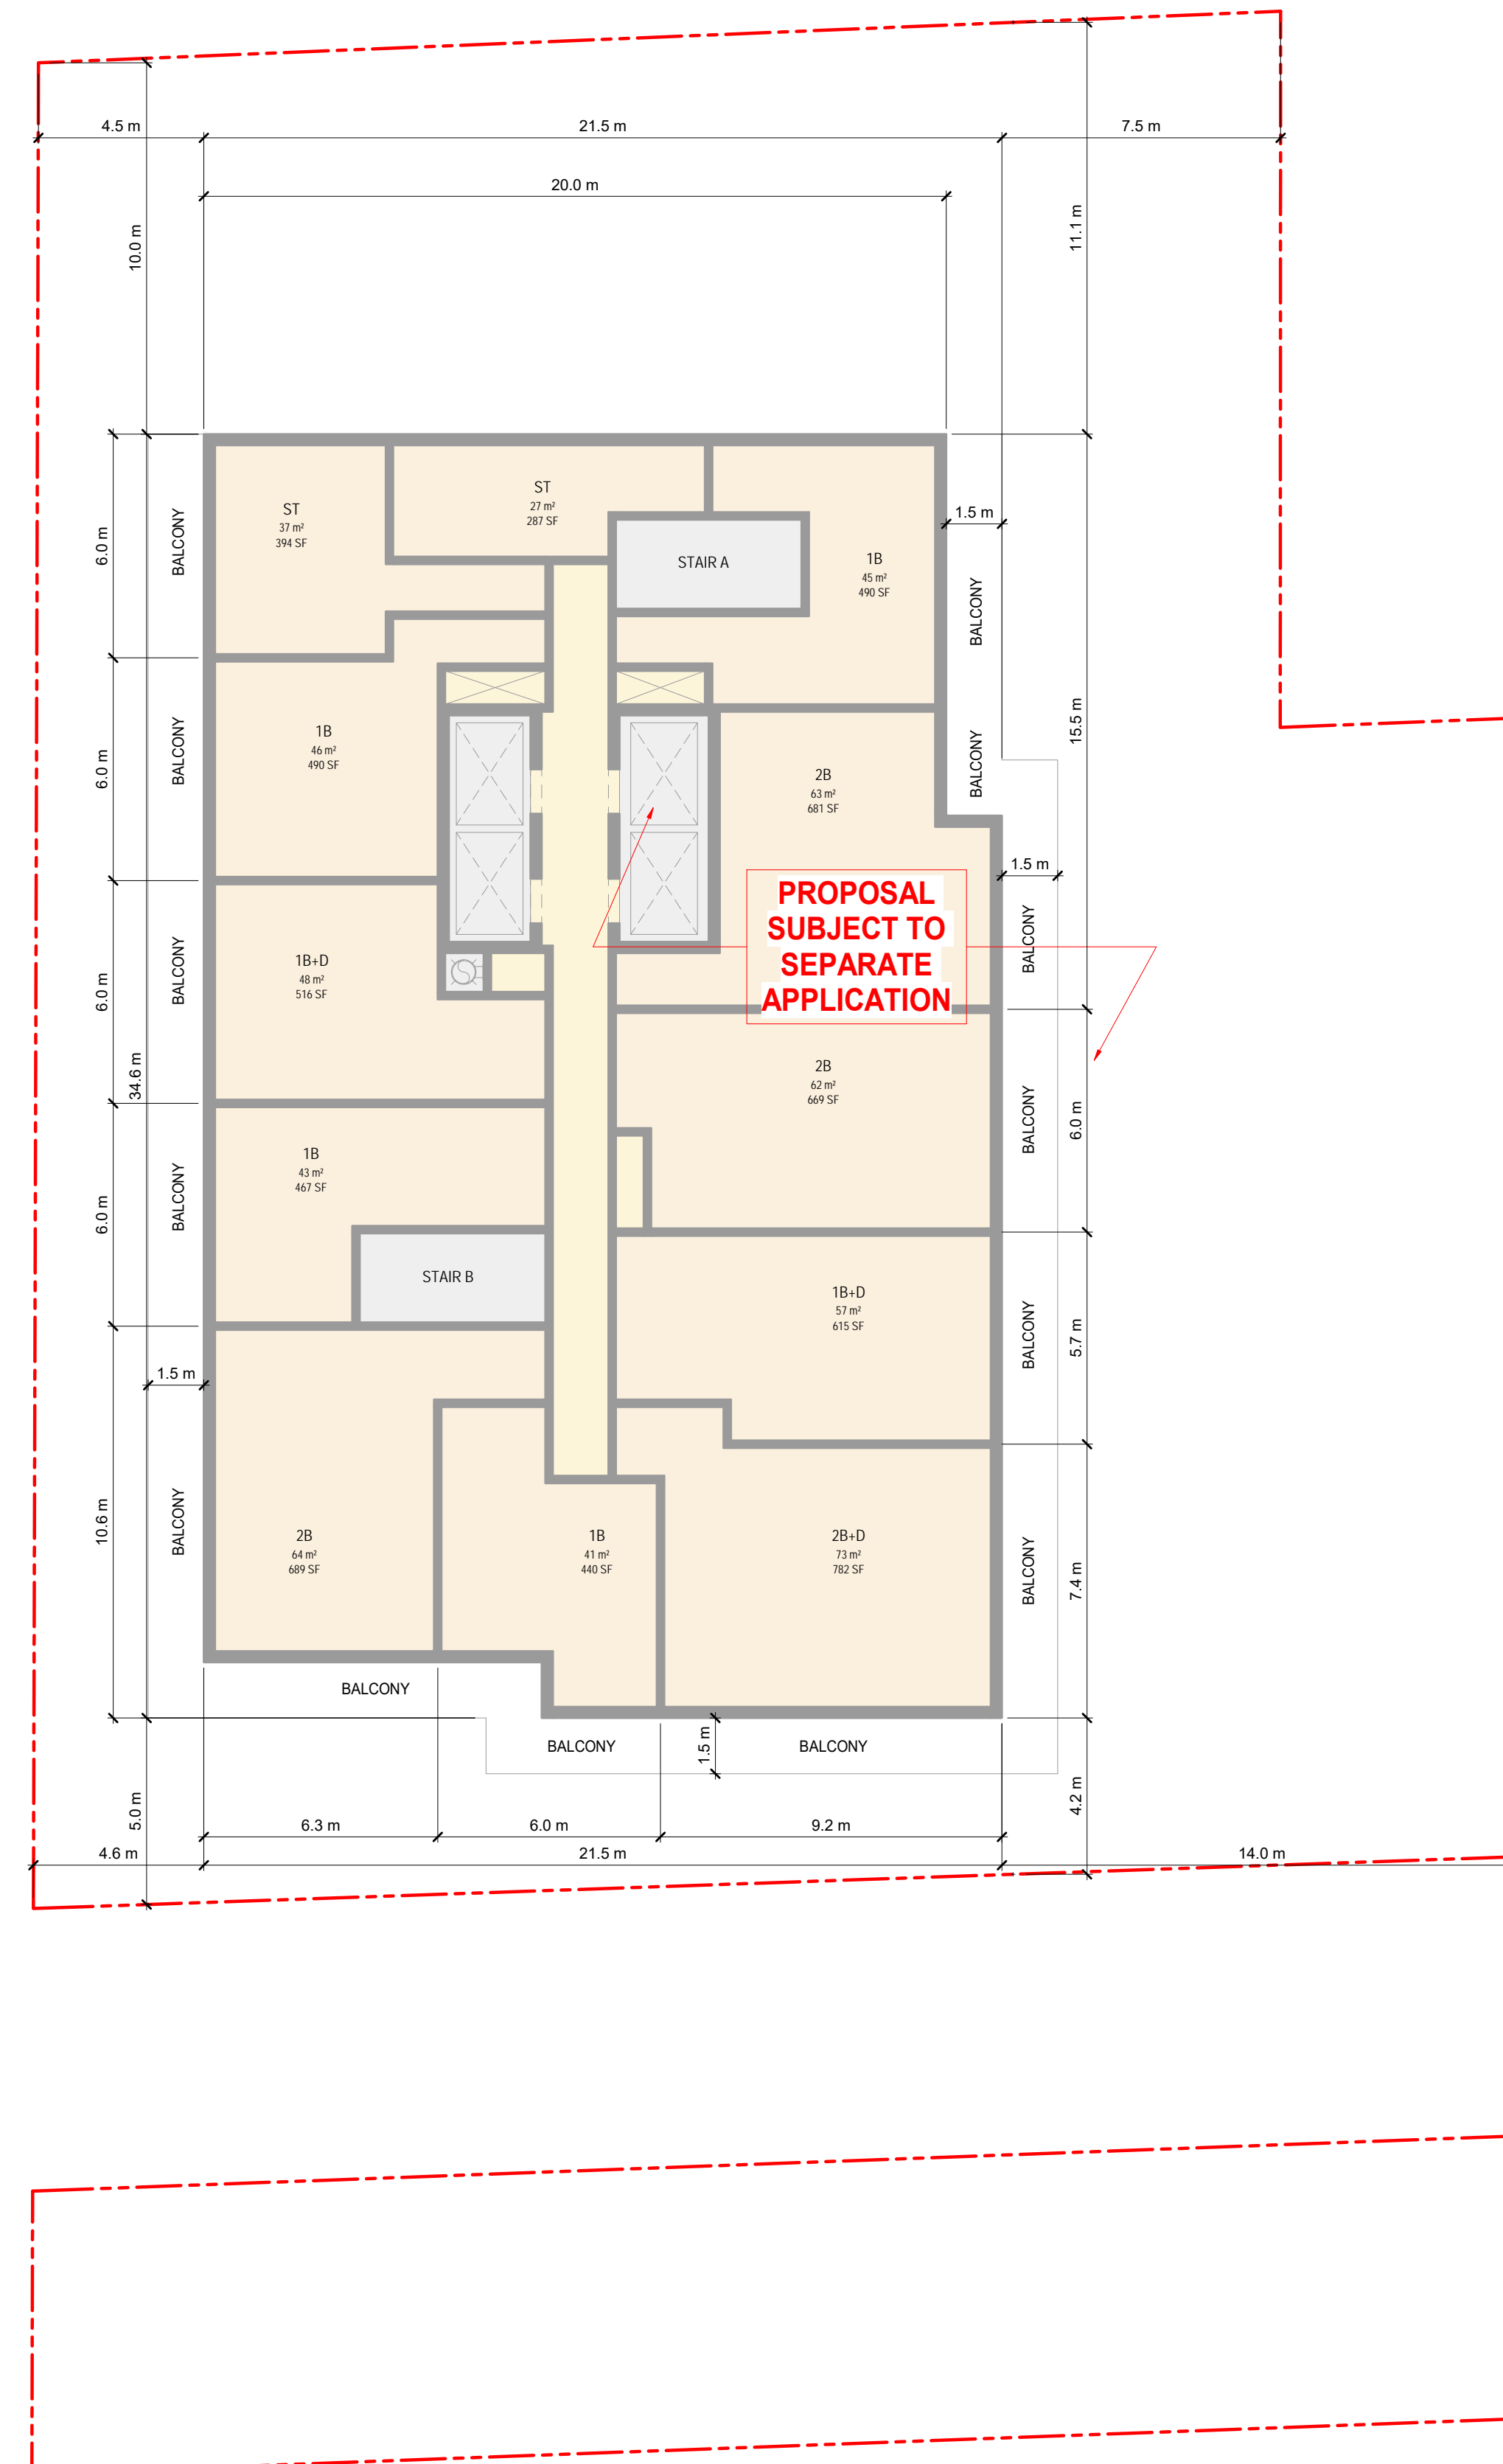 4.5 m
21.5 m
7.5 m
20.0 m
10.0 m
11.1 m
6.0 m
BALCONY
ST
37 m²
394 SF
ST
27 m²
287 SF
STAIR A
1B
45 m²
490 SF
1.5 m
BALCONY
15.5 m
6.0 m
BALCONY
1B
46 m²
490 SF
2B
63 m²
681 SF
BALCONY
1.5 m
BALCONY
PROPOSAL
SUBJECT TO
SEPARATE
APPLICATION
6.0 m
34.6 m
BALCONY
1B+D
48 m²
516 SF
2B
62 m²
669 SF
BALCONY
6.0 m
6.0 m
BALCONY
1B
43 m²
467 SF
STAIR B
1B+D
57 m²
615 SF
BALCONY
5.7 m
1.5 m
10.6 m
BALCONY
2B
64 m²
689 SF
1B
41 m²
440 SF
2B+D
73 m²
782 SF
BALCONY
7.4 m
BALCONY
BALCONY
1.5 m
BALCONY
5.0 m
4.2 m
6.3 m
6.0 m
9.2 m
4.6 m
21.5 m
14.0 m